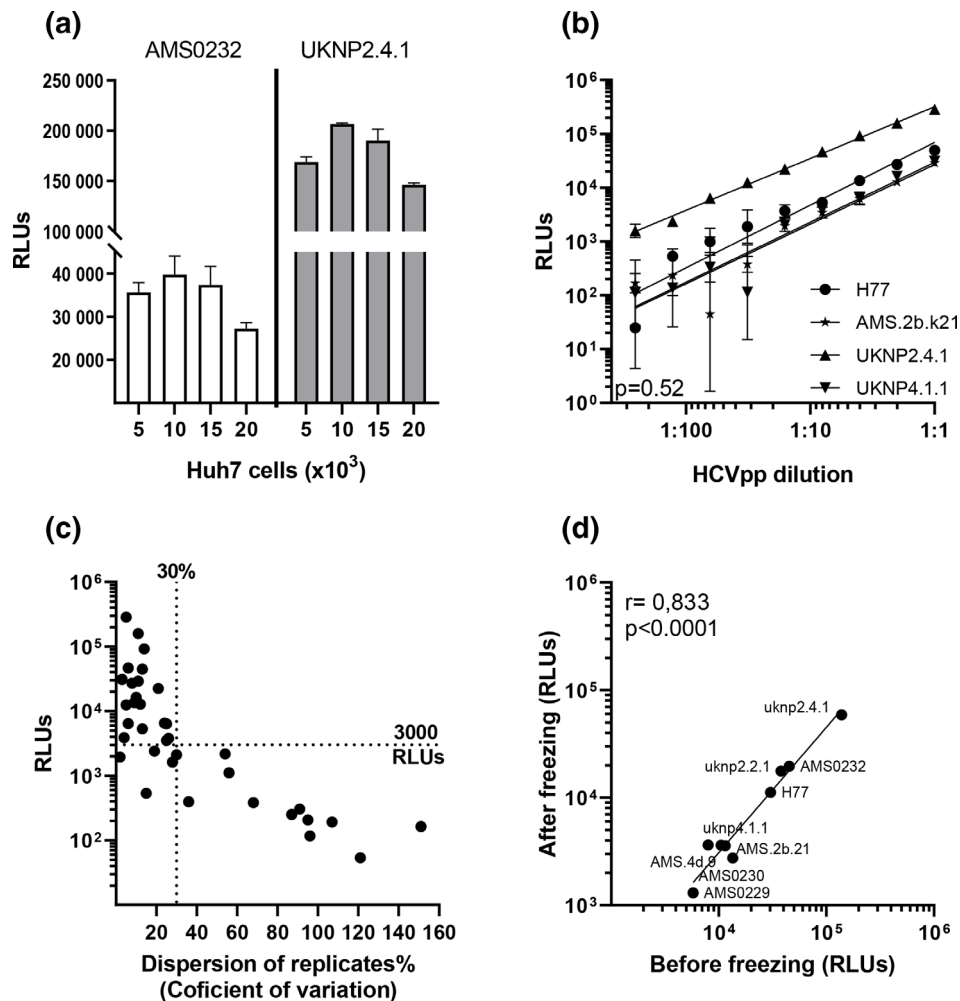 (a)
AMS0232 UKNP2.4.1
RLUs
250 000
200 000
150 000
100 000
40 000
30 000
20 000
5 10 15 20 5 10 15 20
Huh7 cells (x10³)
(b)
RLUs
10⁶
10⁵
10⁴
10³
10²
10¹
10⁰
H77
AMS.2b.k21
UKNP2.4.1
UKNP4.1.1
p=0.52
1:100 1:10 1:1
HCVpp dilution
(c)
30%
RLUs
10⁶
10⁵
10⁴
10³
10²
3000
RLUs
20 40 60 80 100 120 140 160
Dispersion of replicates%
(Coficient of variation)
(d)
After freezing (RLUs)
10⁶
10⁵
10⁴
10³
r= 0,833
p<0.0001
uknp2.4.1
uknp2.2.1
AMS0232
H77
uknp4.1.1
AMS.2b.21
AMS.4d.9
AMS0230
AMS0229
10⁴ 10⁵ 10⁶
Before freezing (RLUs)